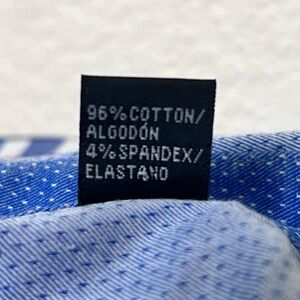 96% COTTON/
ALGODÓN
4% SPANDEX/
ELASTANO